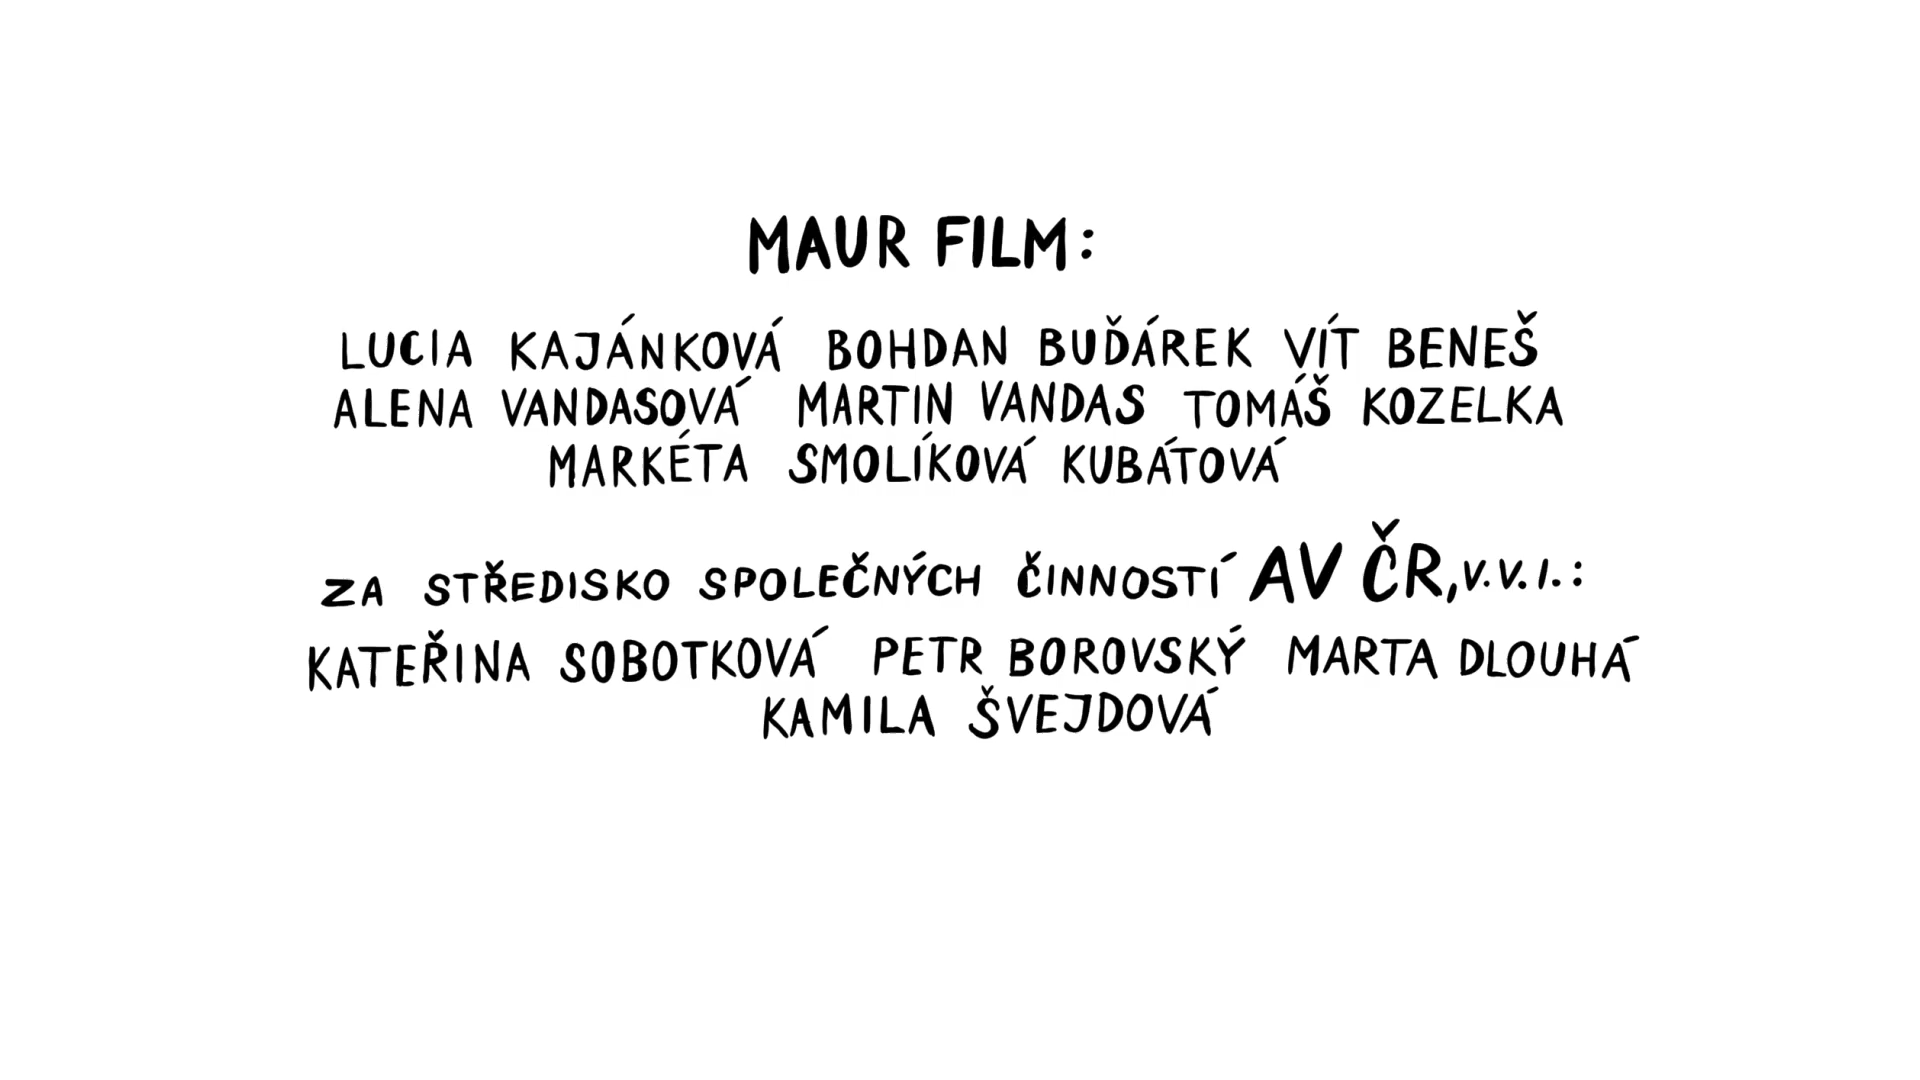 MAUR FILM:
LUCIA KAJÁNKOVÁ BOHDAN BUĎÁREK VÍT BENEŠ
ALENA VANDASOVÁ MARTIN VANDAS TOMÁŠ KOZELKA
MARKÉTA SMOLÍKOVÁ KUBÁTOVÁ
ZA STŘEDISKO SPOLEČNÝCH ČINNOSTÍ AV ČR, V.V.I.:
KATEŘINA SOBOTKOVÁ PETR BOROVSKÝ MARTA DLOUHÁ
KAMILA ŠVEJDOVÁ